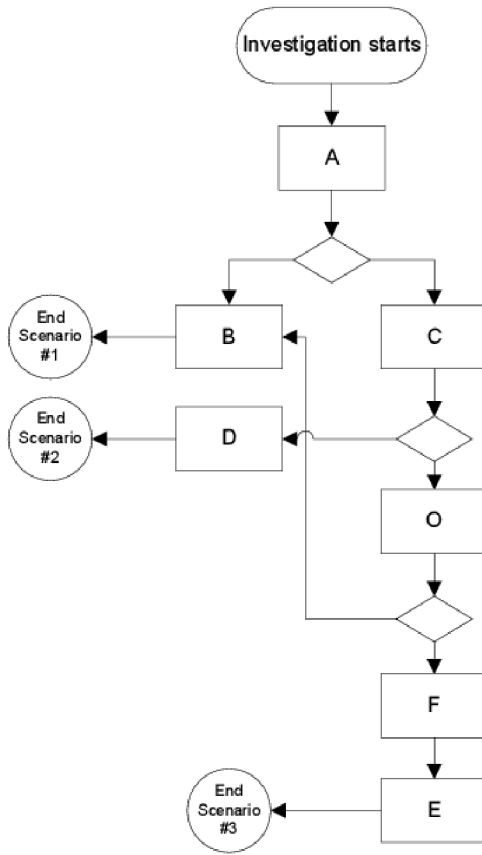 Investigation starts
A
End
Scenario
#1
B
C
End
Scenario
#2
D
O
F
End
Scenario
#3
E